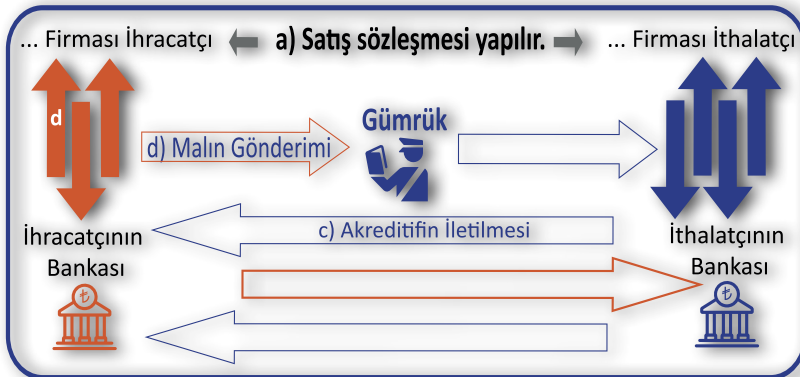 ... Firması İhracatçı
a) Satış sözleşmesi yapılır.
... Firması İthalatçı
d
d) Malın Gönderimi
Gümrük
c) Akreditifin İletilmesi
İhracatçının
Bankası
İthalatçının
Bankası
₺
₺